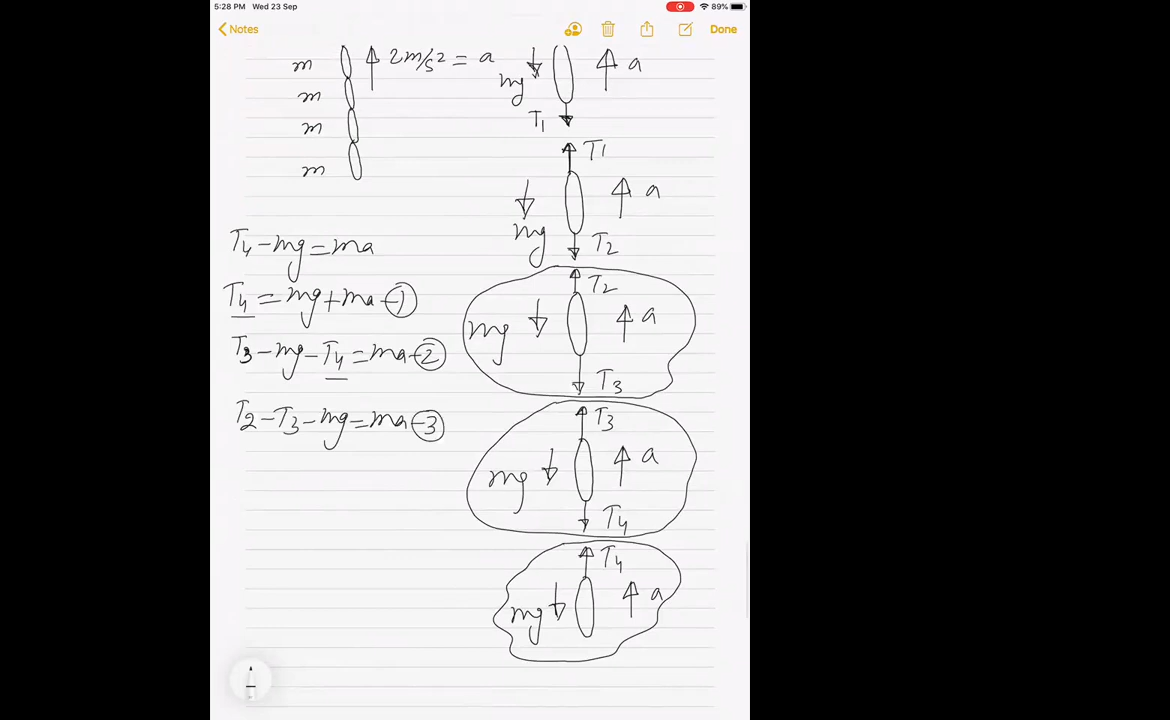 5:28 PM Wed 23 Sep
89%
Notes
Done
m
2m/s² = a
m
m
m
mg
a
T1
T1
a
mg
T2
T2
mg
a
T3
T3
mg
a
T4
T4
mg
a
T4-mg=ma
T4=mg+ma-①
T3-mg-T4=ma-②
T2-T3-mg=ma-③